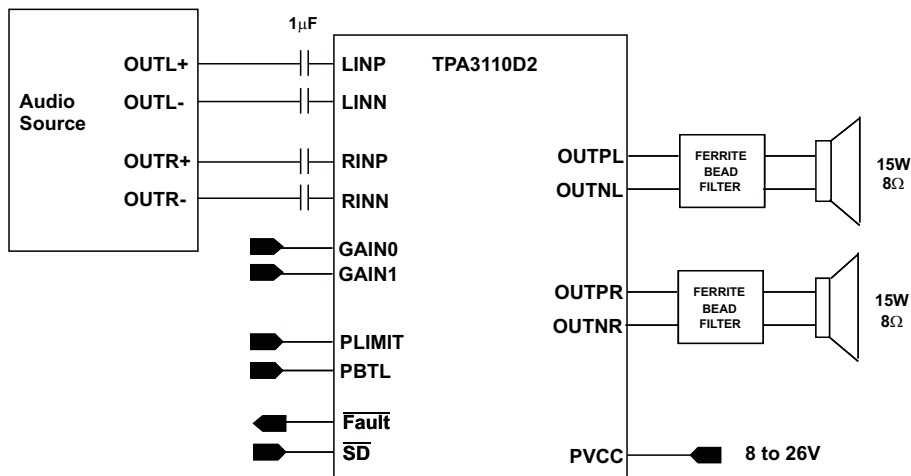 1μF
Audio
Source
OUTL+
OUTL-
OUTR+
OUTR-
LINP
LINN
RINP
RINN
GAIN0
GAIN1
PLIMIT
PBTL
Fault
SD
TPA3110D2
OUTPL
OUTNL
OUTPR
OUTNR
PVCC
FERRITE
BEAD
FILTER
15W
8Ω
FERRITE
BEAD
FILTER
15W
8Ω
8 to 26V